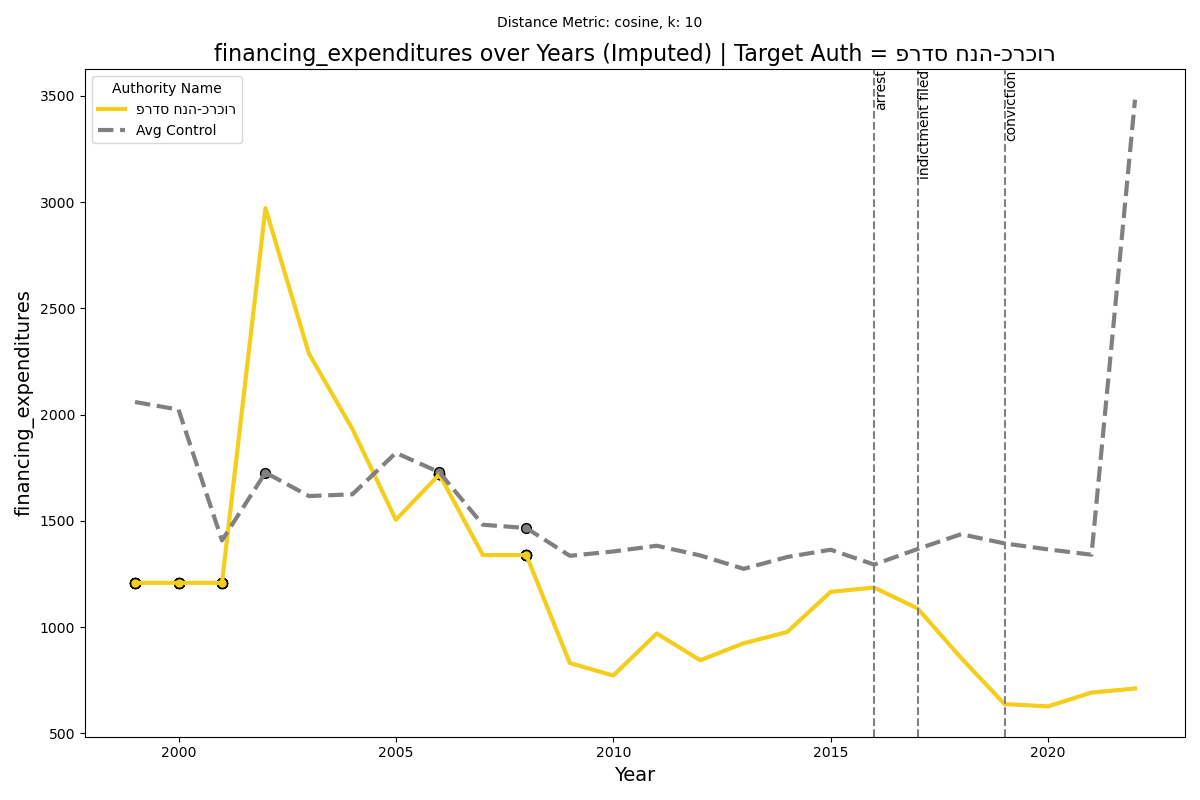 Distance Metric: cosine, k: 10
financing_expenditures over Years (Imputed) | Target Auth = פרדס חנה-כרכור
Authority Name
פרדס חנה-כרכור
Avg Control
arrest
indictment filed
conviction
3500
3000
2500
2000
1500
1000
500
financing_expenditures
2000 2005 2010 2015 2020
Year